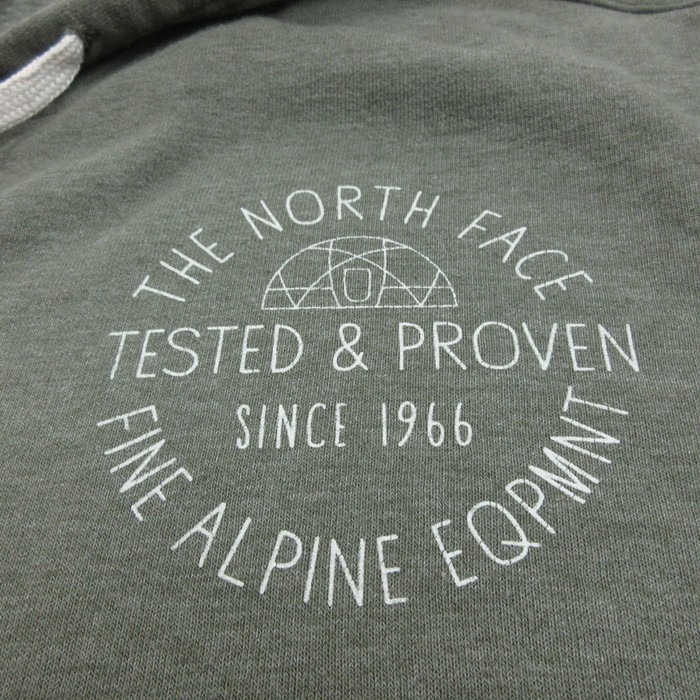 THE NORTH FACE
TESTED & PROVEN
SINCE 1966
FINE ALPINE EQPMNT